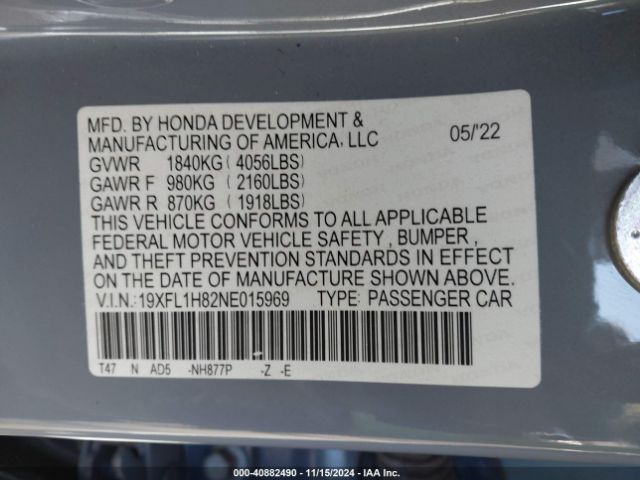 MFD. BY HONDA DEVELOPMENT &
MANUFACTURING OF AMERICA, LLC 05/'22
GVWR 1840KG ( 4056LBS)
GAWR F 980KG ( 2160LBS)
GAWR R 870KG ( 1918LBS)
THIS VEHICLE CONFORMS TO ALL APPLICABLE
FEDERAL MOTOR VEHICLE SAFETY , BUMPER ,
AND THEFT PREVENTION STANDARDS IN EFFECT
ON THE DATE OF MANUFACTURE SHOWN ABOVE.
V.I.N.:19XFL1H82NE015969 TYPE: PASSENGER CAR
T47 N AD5 -NH877P -Z -E
000-40882490 - 11/15/2024 - IAA Inc.